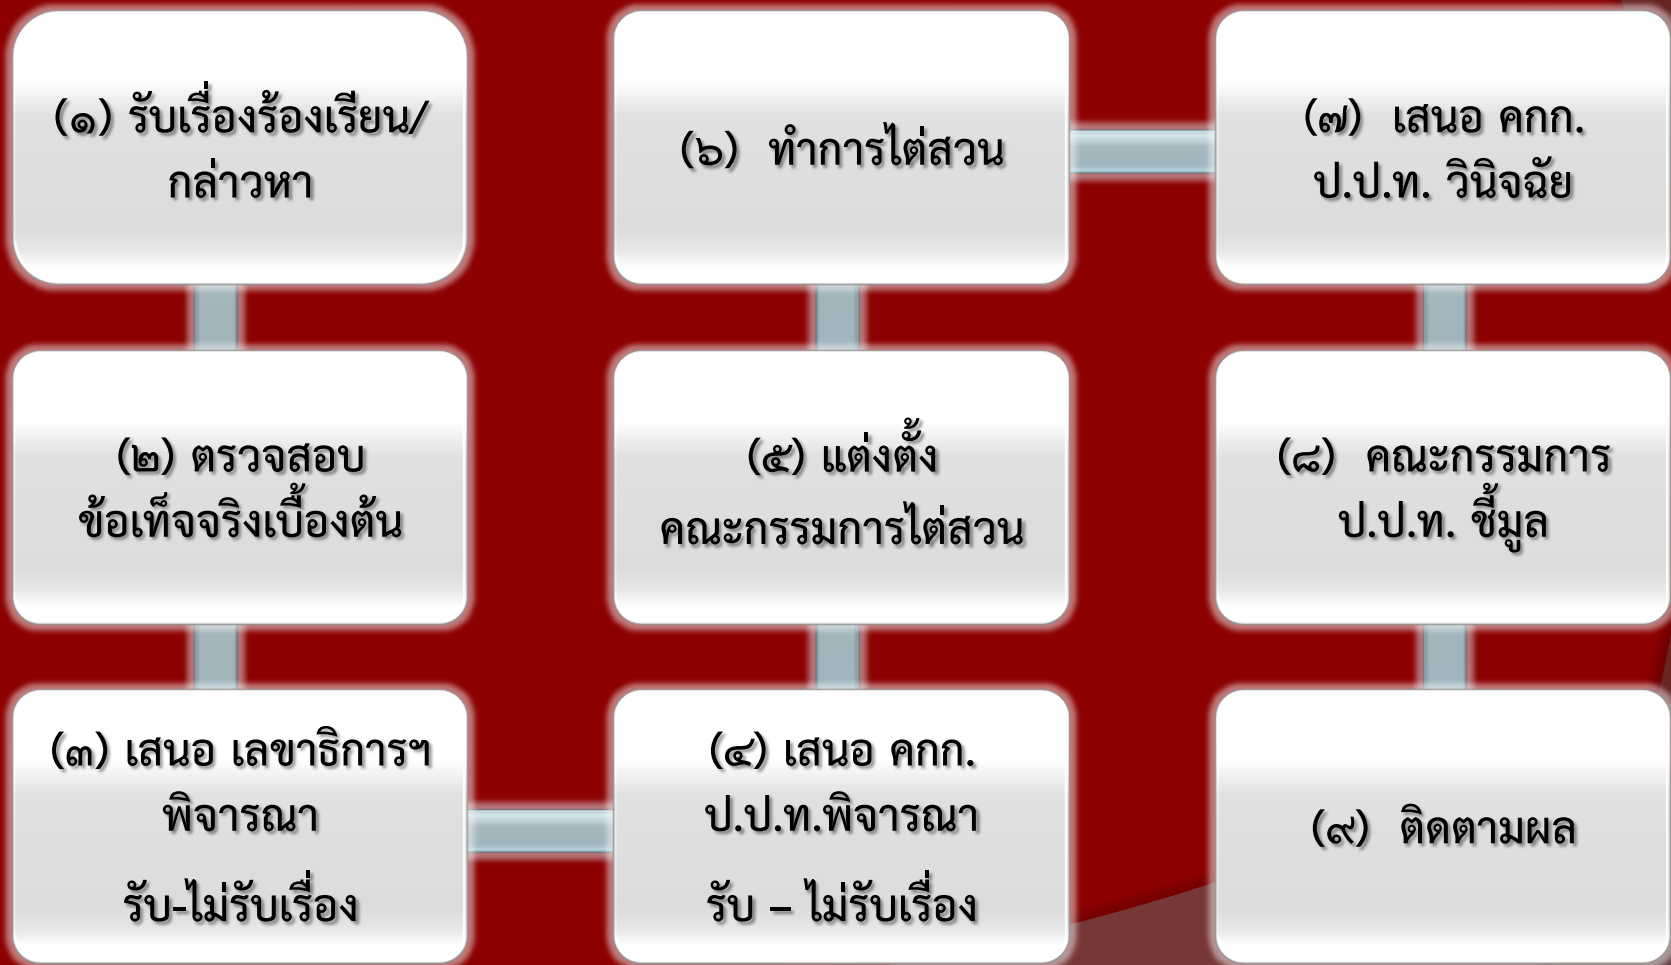 (๑) รับเรื่องร้องเรียน/
กล่าวหา
(๒) ตรวจสอบ
ข้อเท็จจริงเบื้องต้น
(๓) เสนอ เลขาธิการฯ
พิจารณา
รับ-ไม่รับเรื่อง
(๔) เสนอ คกก.
ป.ป.ท.พิจารณา
รับ – ไม่รับเรื่อง
(๕) แต่งตั้ง
คณะกรรมการไต่สวน
(๖) ทำการไต่สวน
(๗) เสนอ คกก.
ป.ป.ท. วินิจฉัย
(๘) คณะกรรมการ
ป.ป.ท. ชี้มูล
(๙) ติดตามผล